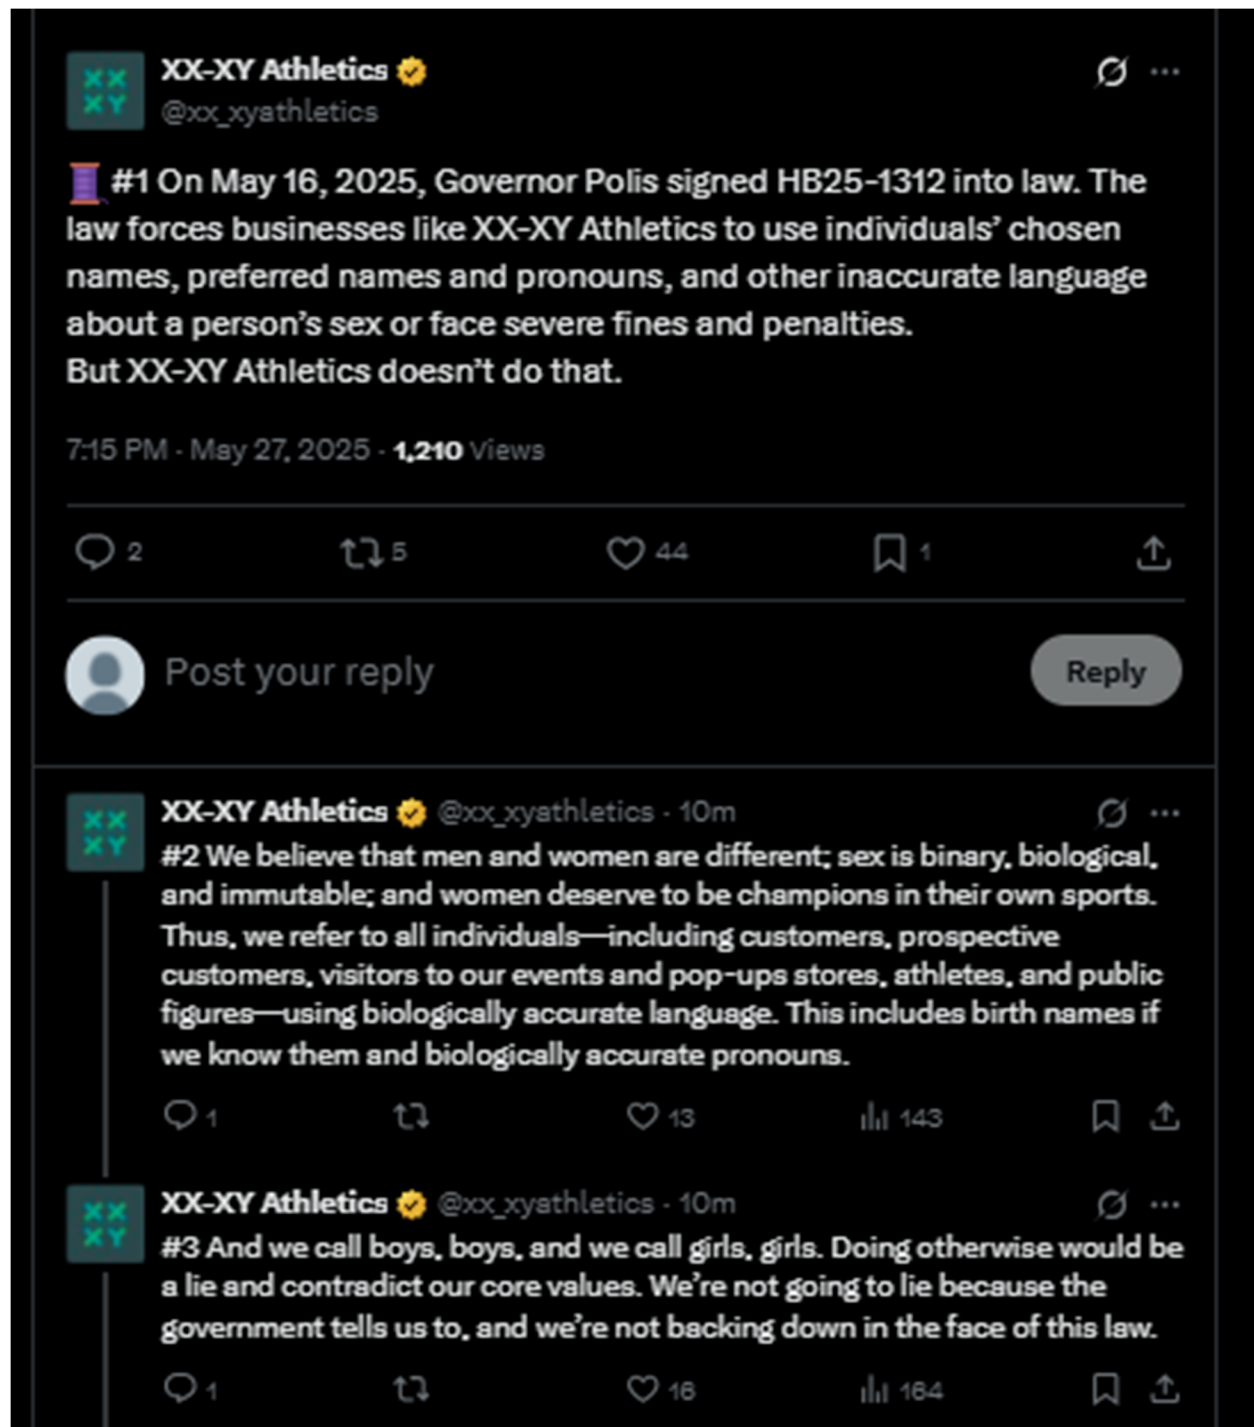 XX-XY Athletics
@xx_xyathletics
#1 On May 16, 2025, Governor Polis signed HB25-1312 into law. The
law forces businesses like XX-XY Athletics to use individuals’ chosen
names, preferred names and pronouns, and other inaccurate language
about a person’s sex or face severe fines and penalties.
But XX-XY Athletics doesn’t do that.
7:15 PM · May 27, 2025 · 1,210 Views
2 5 44 1
Post your reply Reply
XX-XY Athletics @xx_xyathletics · 10m
#2 We believe that men and women are different; sex is binary, biological,
and immutable; and women deserve to be champions in their own sports.
Thus, we refer to all individuals—including customers, prospective
customers, visitors to our events and pop-ups stores, athletes, and public
figures—using biologically accurate language. This includes birth names if
we know them and biologically accurate pronouns.
1 13 143
XX-XY Athletics @xx_xyathletics · 10m
#3 And we call boys, boys, and we call girls, girls. Doing otherwise would be
a lie and contradict our core values. We’re not going to lie because the
government tells us to, and we’re not backing down in the face of this law.
1 16 164